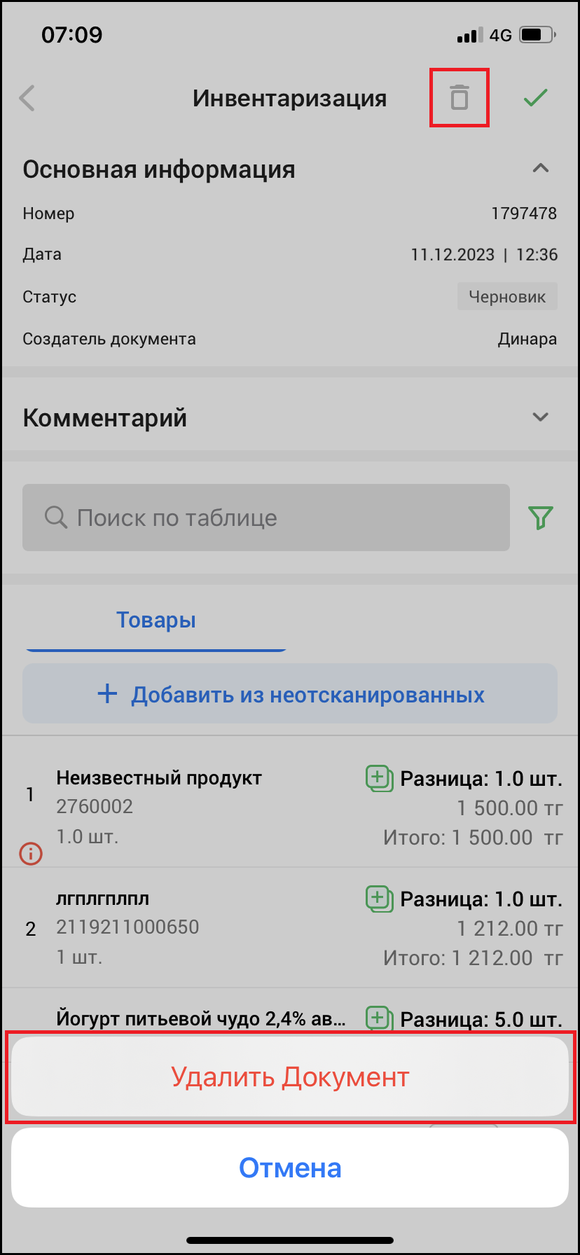 07:09 4G
Инвентаризация
Основная информация
Номер 1797478
Дата 11.12.2023 | 12:36
Статус Черновик
Создатель документа Динара
Комментарий
Поиск по таблице
Товары
+ Добавить из неотсканированных
1 Неизвестный продукт Разница: 1.0 шт.
2760002 1 500.00 тг
1.0 шт. Итого: 1 500.00 тг
2 лгплгплпл Разница: 1.0 шт.
2119211000650 1 212.00 тг
1 шт. Итого: 1 212.00 тг
Йогурт питьевой чудо 2,4% ав... Разница: 5.0 шт.
Удалить Документ
Отмена